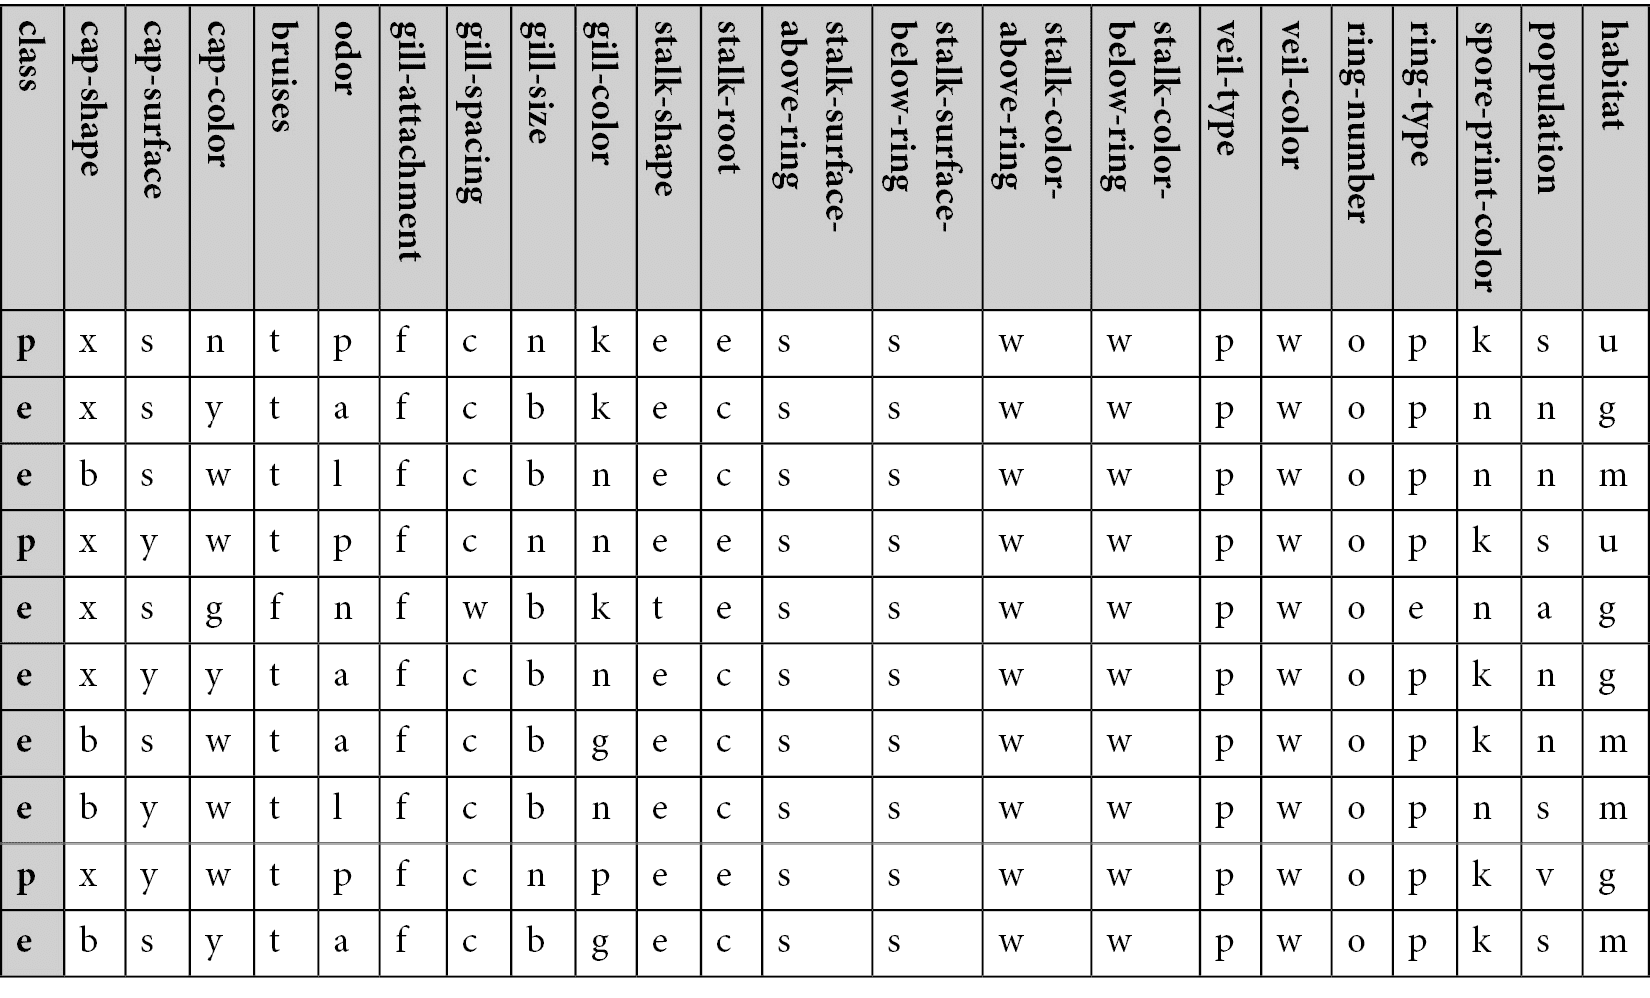 class cap-shape cap-surface cap-color bruises odor gill-attachment gill-spacing gill-size gill-color stalk-shape stalk-root stalk-surface-above-ring stalk-surface-below-ring stalk-color-above-ring stalk-color-below-ring veil-type veil-color ring-number ring-type spore-print-color population habitat
p x s n t p f c n k e e s s w w p w o p k s u
e x s y t a f c b k e c s s w w p w o p n n g
e b s w t l f c b n e c s s w w p w o p n n m
p x y w t p f c n n e e s s w w p w o p k s u
e x s g f n f w b k t e s s w w p w o e n a g
e x y y t a f c b n e c s s w w p w o p k n g
e b s w t a f c b g e c s s w w p w o p k n m
e b y w t l f c b n e c s s w w p w o p n s m
p x y w t p f c n p e e s s w w p w o p k v g
e b s y t a f c b g e c s s w w p w o p k s m